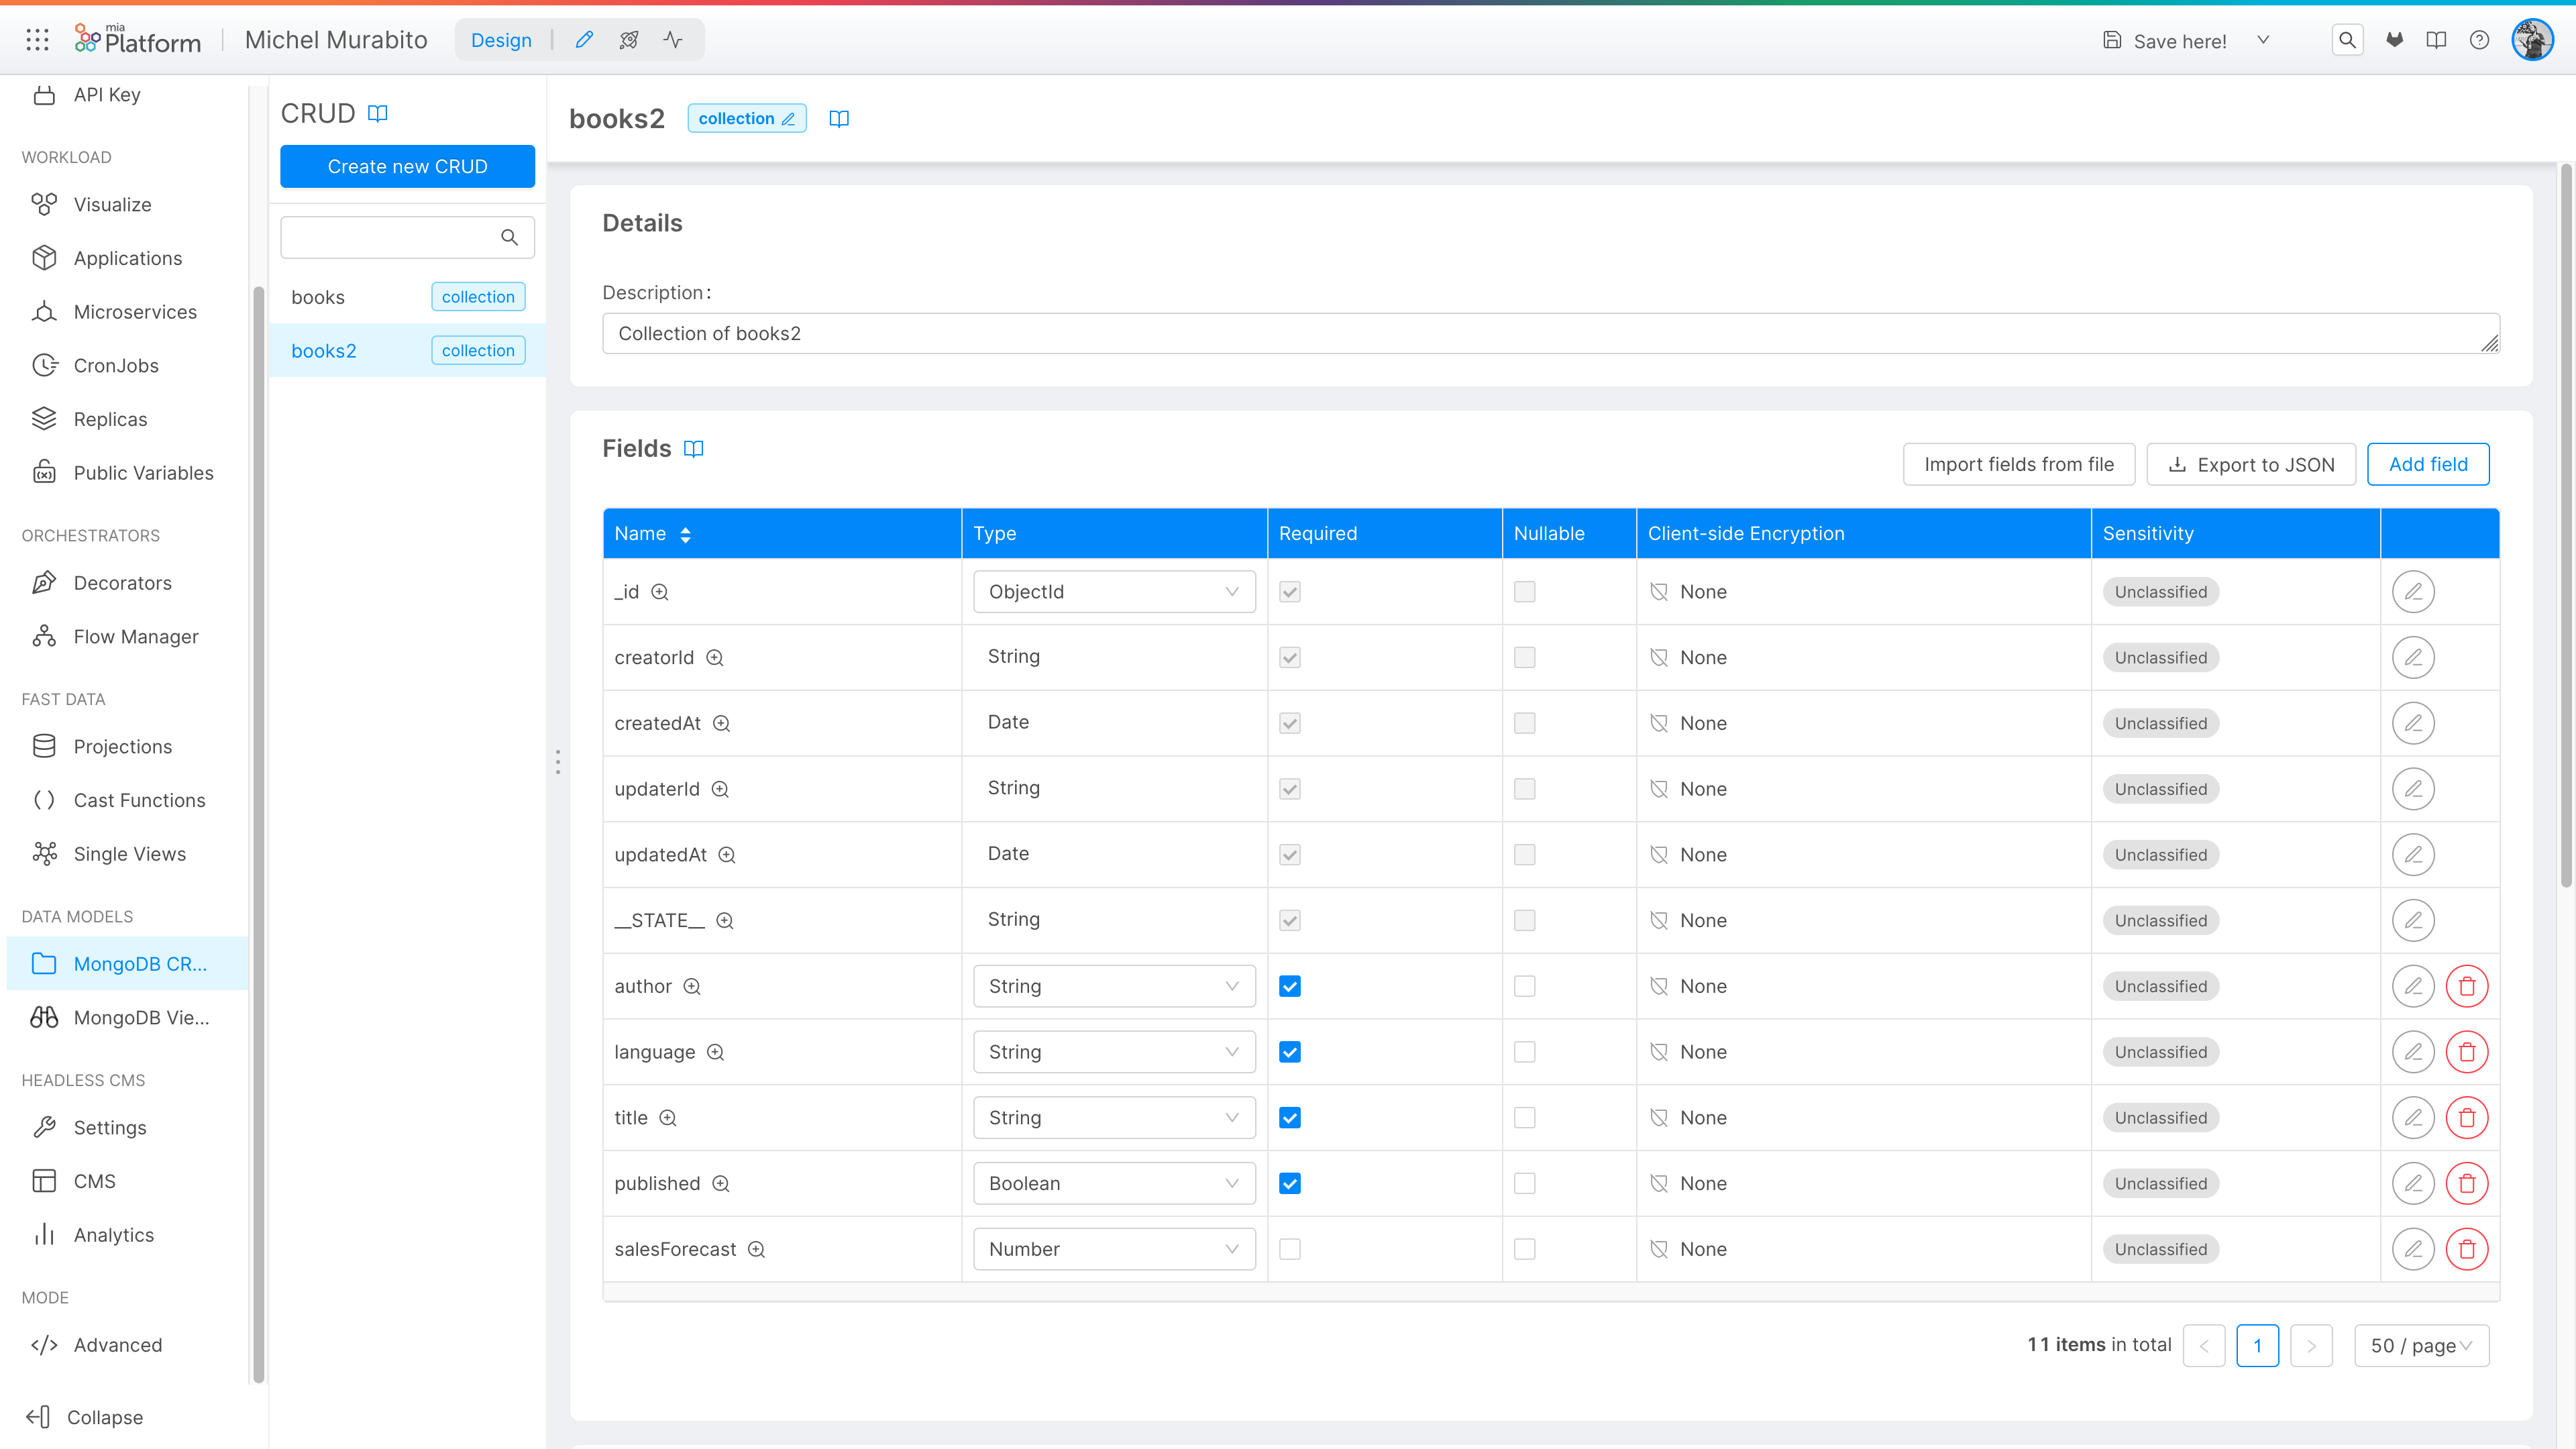 mia
Platform
Michel Murabito
Design
Save here!
API Key
WORKLOAD
Visualize
Applications
Microservices
CronJobs
Replicas
Public Variables
ORCHESTRATORS
Decorators
Flow Manager
FAST DATA
Projections
Cast Functions
Single Views
DATA MODELS
MongoDB CR...
MongoDB Vie...
HEADLESS CMS
Settings
CMS
Analytics
MODE
Advanced
Collapse
CRUD
Create new CRUD
books collection
books2 collection
books2 collection
Details
Description:
Collection of books2
Fields
Import fields from file Export to JSON Add field
Name Type Required Nullable Client-side Encryption Sensitivity
_id ObjectId None Unclassified
creatorId String None Unclassified
createdAt Date None Unclassified
updaterId String None Unclassified
updatedAt Date None Unclassified
__STATE__ String None Unclassified
author String None Unclassified
language String None Unclassified
title String None Unclassified
published Boolean None Unclassified
salesForecast Number None Unclassified
11 items in total 1 50 / page